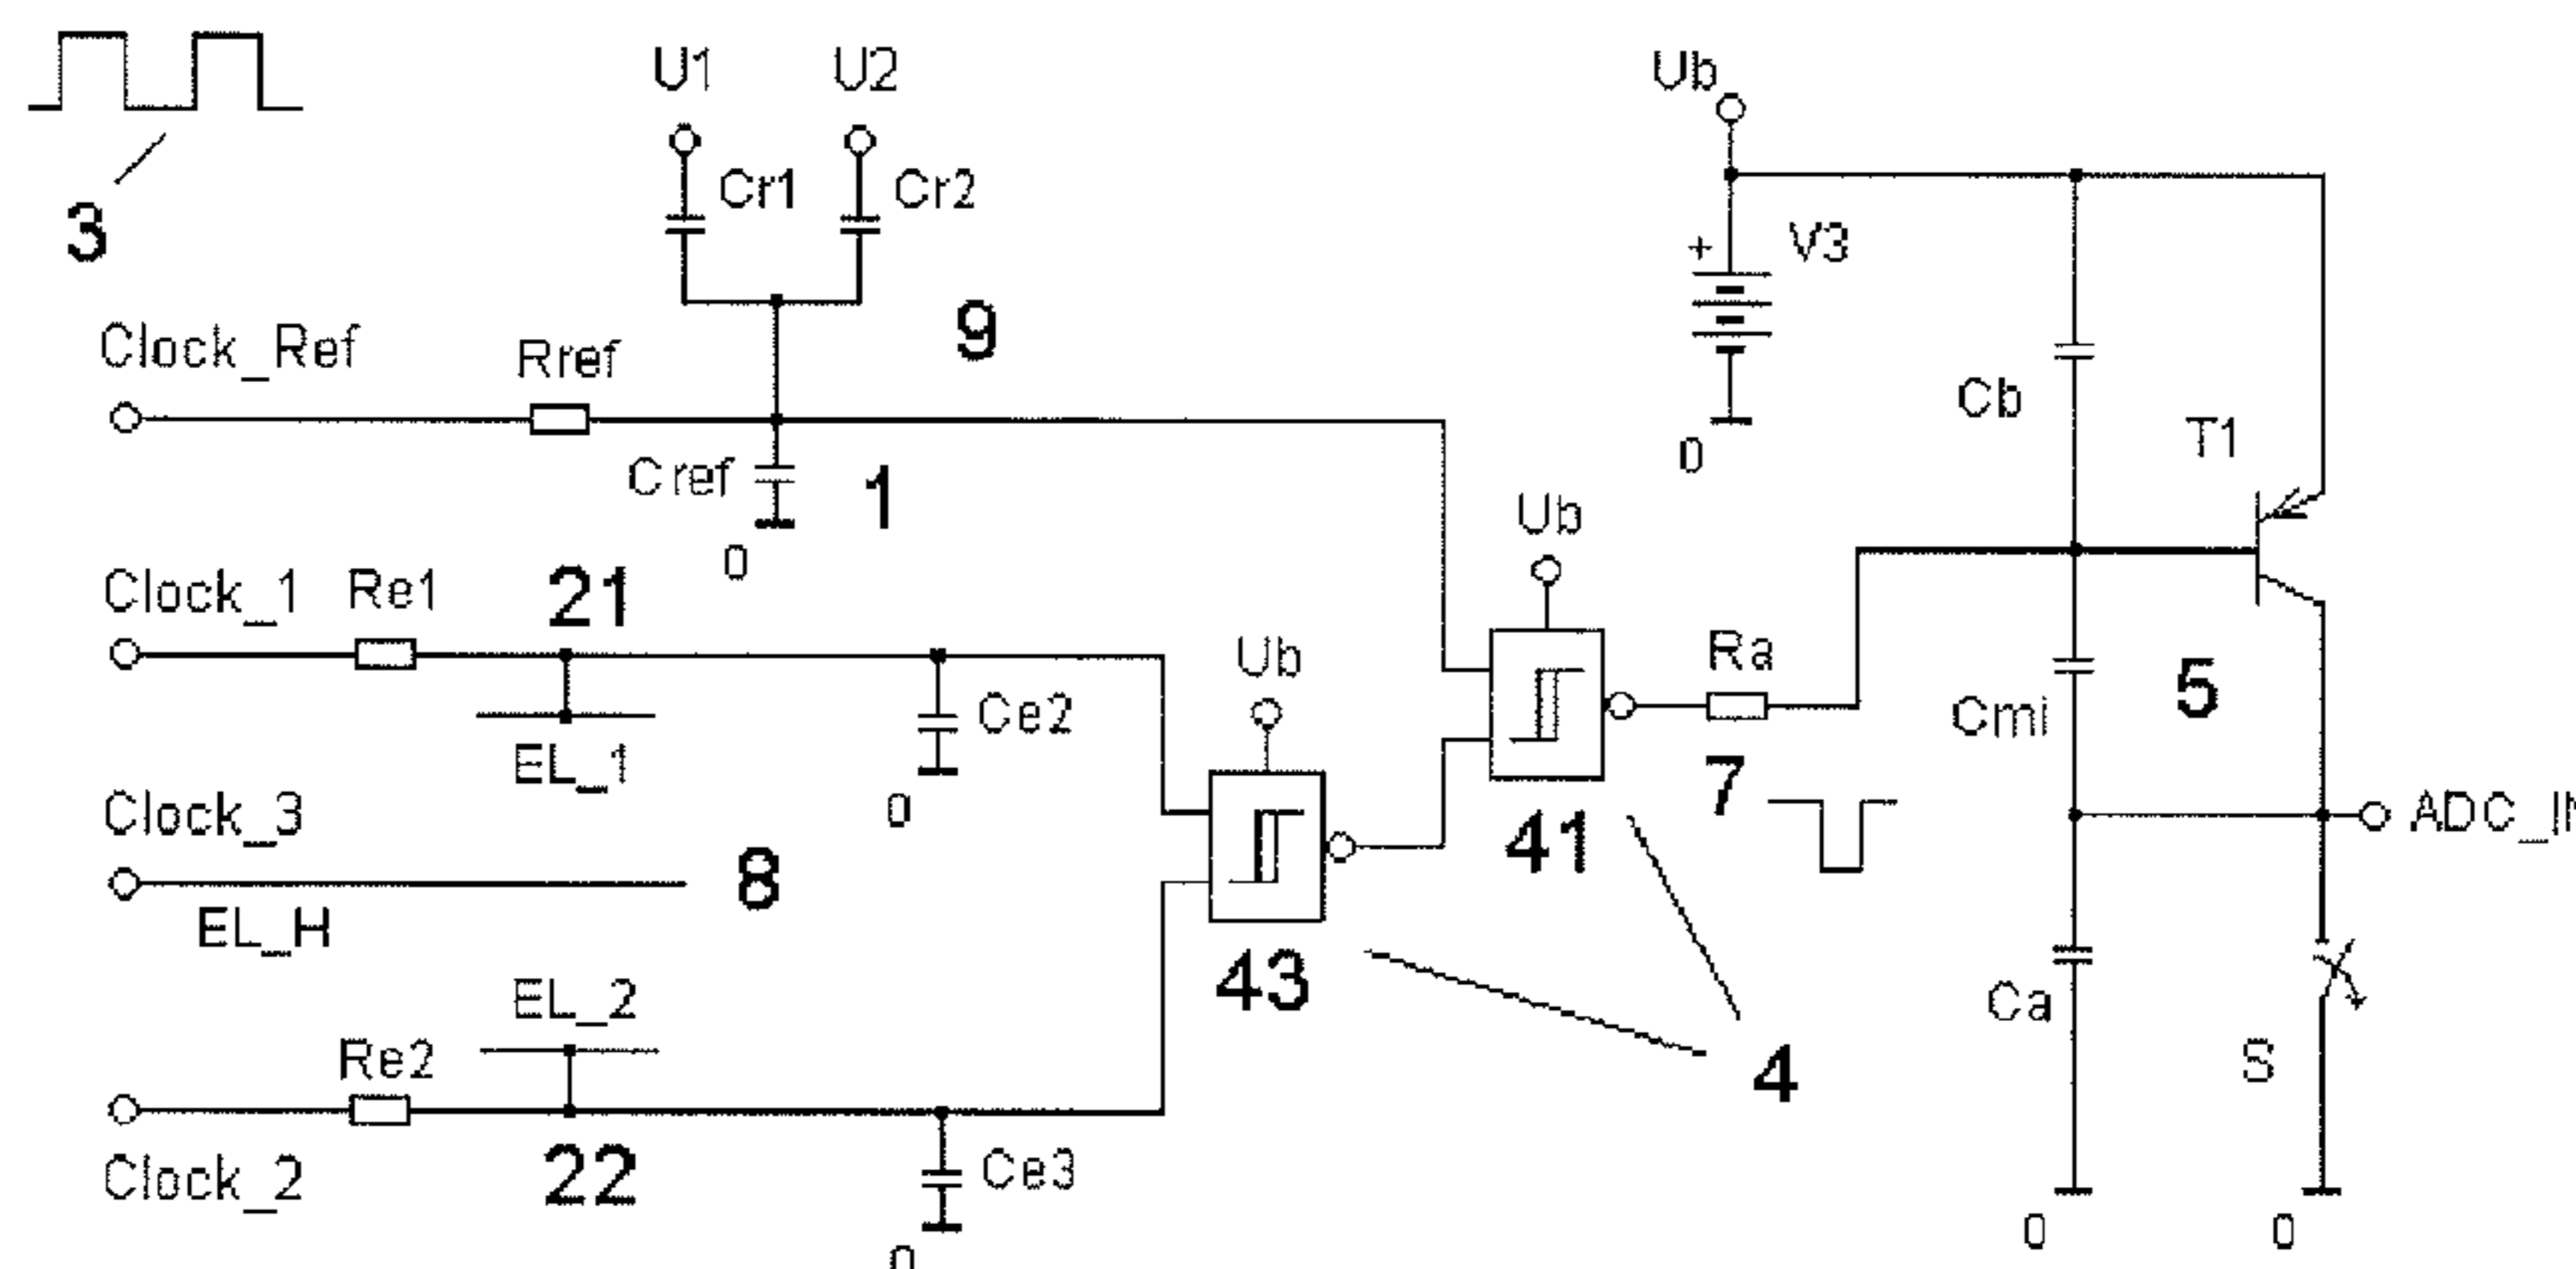 U1
U2
Ub
Cr1
Cr2
3
V3
+
9
Clock_Ref
Rref
Cb
T1
0
Cref
1
Ub
0
Clock_1
Re1
21
Ub
Ra
5
Ce2
Cmi
EL_1
7
0
Clock_3
8
41
ADC_IN
EL_H
43
EL_2
Ca
Re2
4
S
Clock_2
22
Ce3
0
0
0